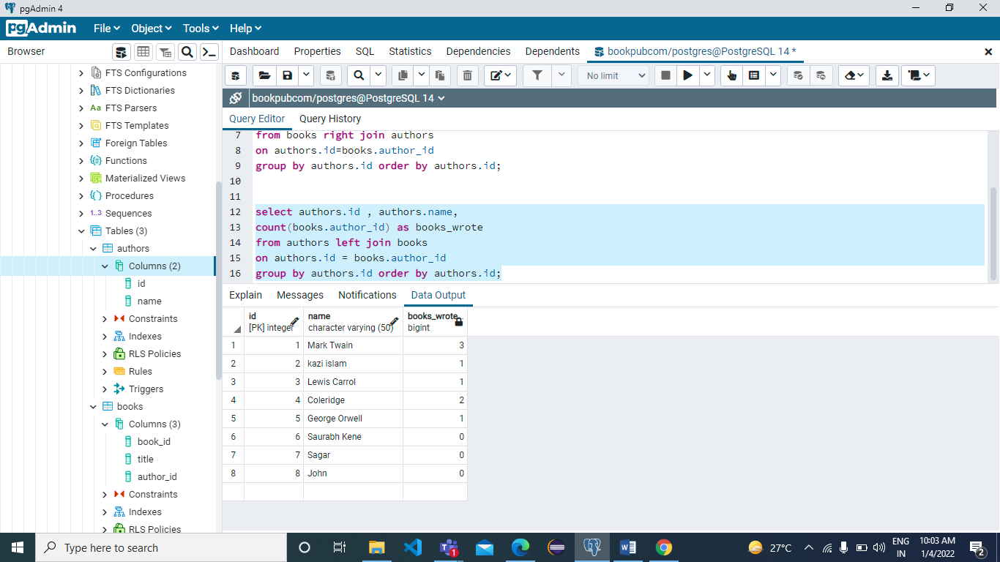 pgAdmin 4
pgAdmin File Object Tools Help
Browser
Dashboard Properties SQL Statistics Dependencies Dependents bookpubcom/postgres@PostgreSQL 14 *
No limit
bookpubcom/postgres@PostgreSQL 14
Query Editor Query History
FTS Configurations
FTS Dictionaries
Aa FTS Parsers
FTS Templates
Foreign Tables
Functions
Materialized Views
Procedures
1..3 Sequences
Tables (3)
authors
Columns (2)
id
name
Constraints
Indexes
RLS Policies
Rules
Triggers
books
Columns (3)
book_id
title
author_id
Constraints
Indexes
RLS Policies
7 from books right join authors
8 on authors.id=books.author_id
9 group by authors.id order by authors.id;
10
11
12 select authors.id , authors.name,
13 count(books.author_id) as books_wrote
14 from authors left join books
15 on authors.id = books.author_id
16 group by authors.id order by authors.id;
Explain Messages Notifications Data Output
id name books_wrote
[PK] integer character varying (50) bigint
1 1 Mark Twain 3
2 2 kazi islam 1
3 3 Lewis Carrol 1
4 4 Coleridge 2
5 5 George Orwell 1
6 6 Saurabh Kene 0
7 7 Sagar 0
8 8 John 0
Type here to search
1
27°C
ENG
IN
10:03 AM
1/4/2022
2